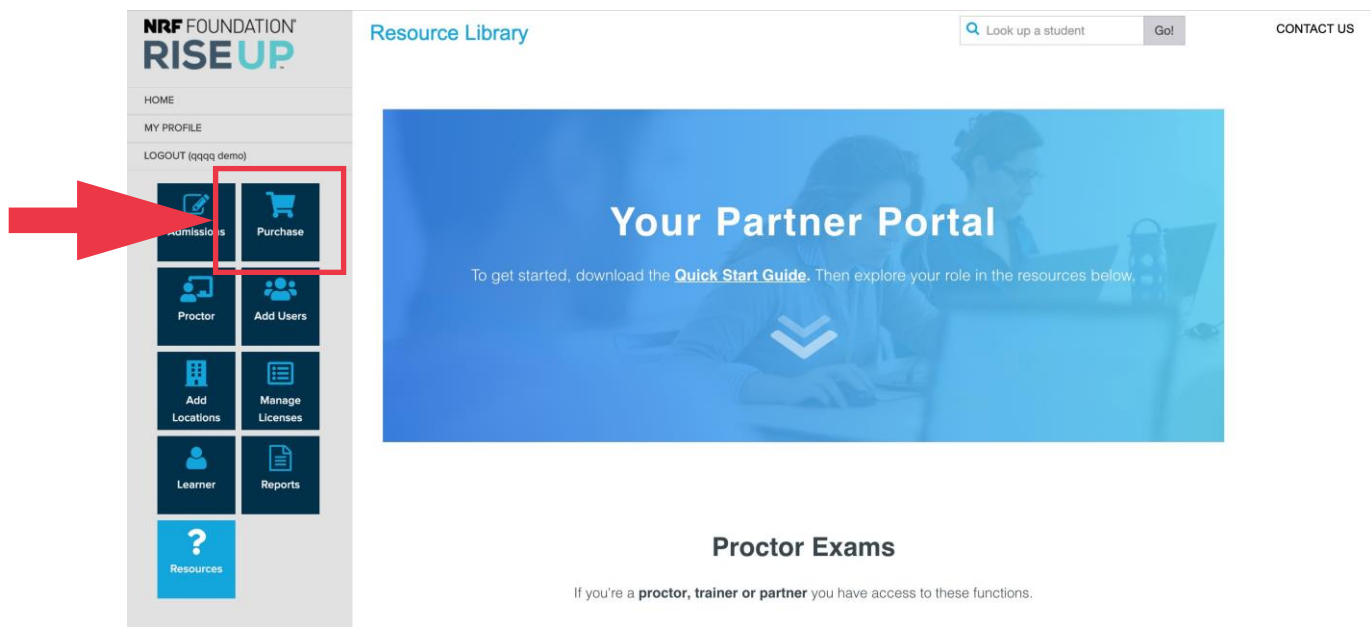 NRF FOUNDATION®
RISE UP™
HOME
MY PROFILE
LOGOUT (qqqq demo)
Admissions
Purchase
Proctor
Add Users
Add
Locations
Manage
Licenses
Learner
Reports
?
Resources
Resource Library
Look up a student
Go!
CONTACT US
Your Partner Portal
To get started, download the Quick Start Guide. Then explore your role in the resources below.
Proctor Exams
If you're a proctor, trainer or partner you have access to these functions.